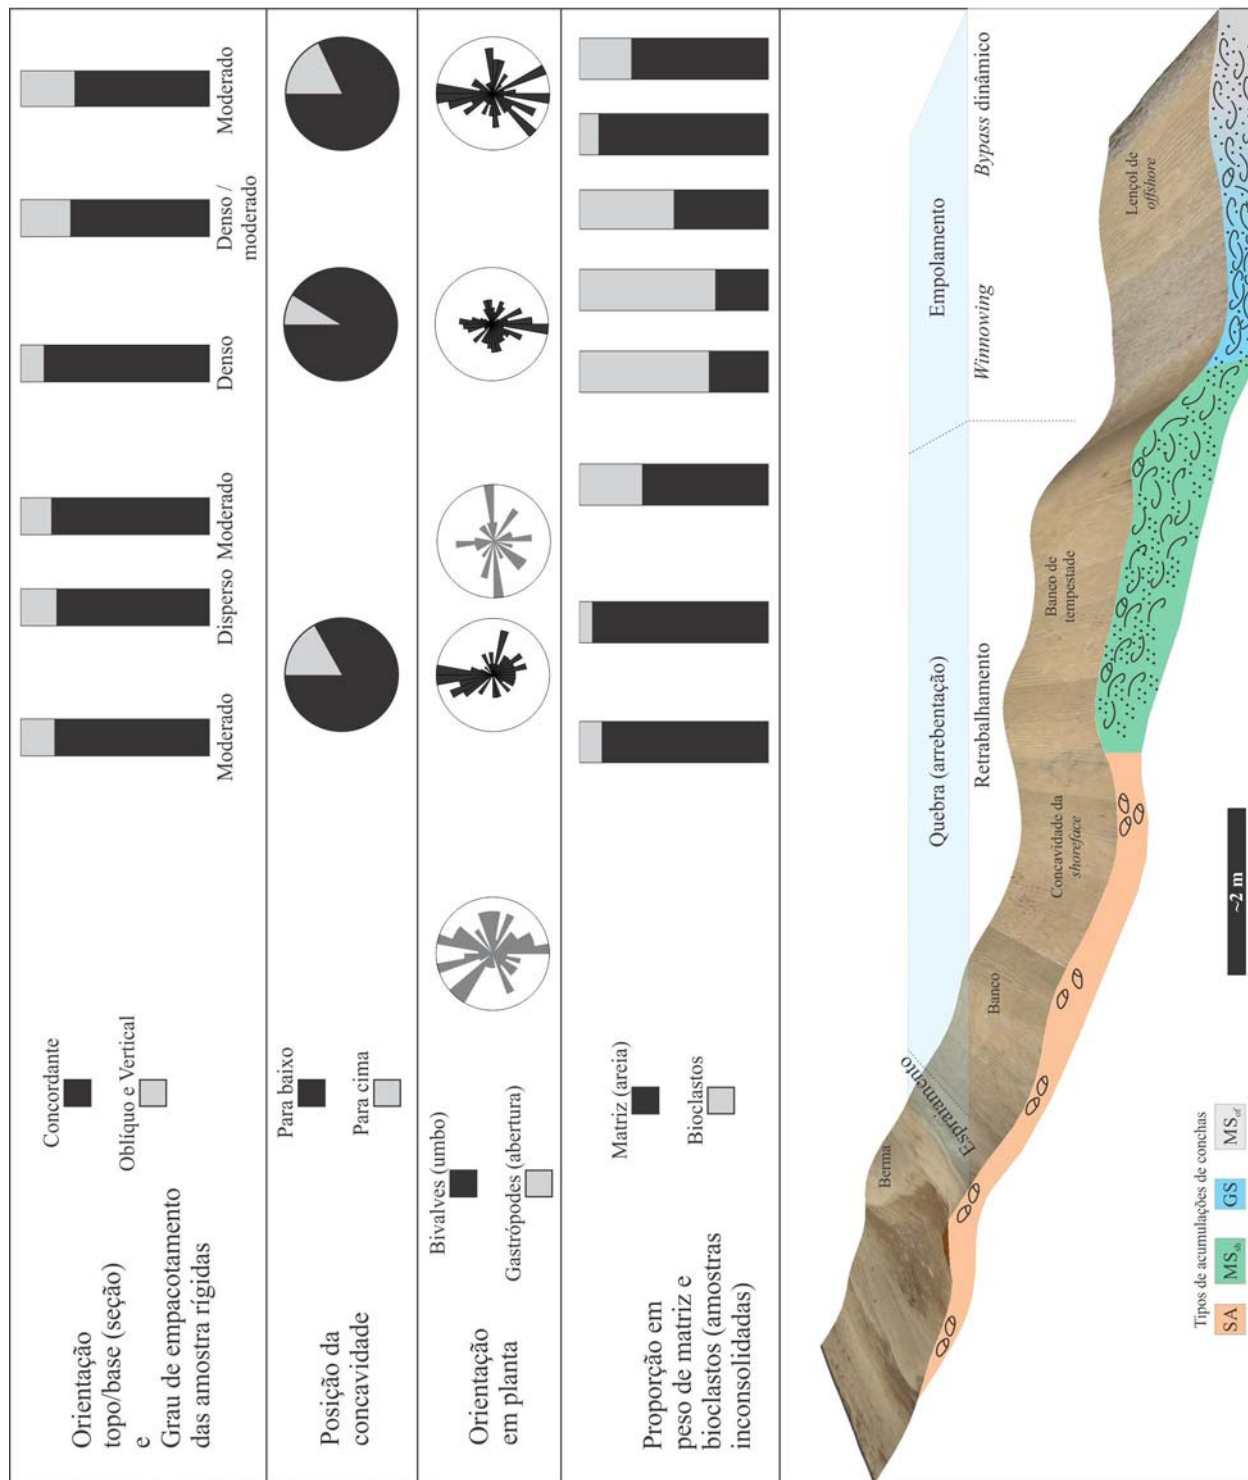 Orientação
topo/base (seção)
e
Grau de empacotamento
das amostra rígidas
Concordante
Oblíquo e Vertical
Moderado
Disperso
Moderado
Denso
Denso /
moderado
Moderado
Posição da
concavidade
Para baixo
Para cima
Orientação
em planta
Bivalves (umbo)
Gastrópodes (abertura)
Proporção em
peso de matriz e
bioclastos (amostras
inconsolidadas)
Matriz (areia)
Bioclastos
Espraiamento
Quebra (arrebentação)
Empolamento
Retrabalhamento
Winnowing
Bypass dinâmico
Berma
Banco
Concavidade da
shoreface
Banco de
tempestade
Lençol de
offshore
Tipos de acumulações de conchas
SA
MSsh
GS
MSof
~2 m